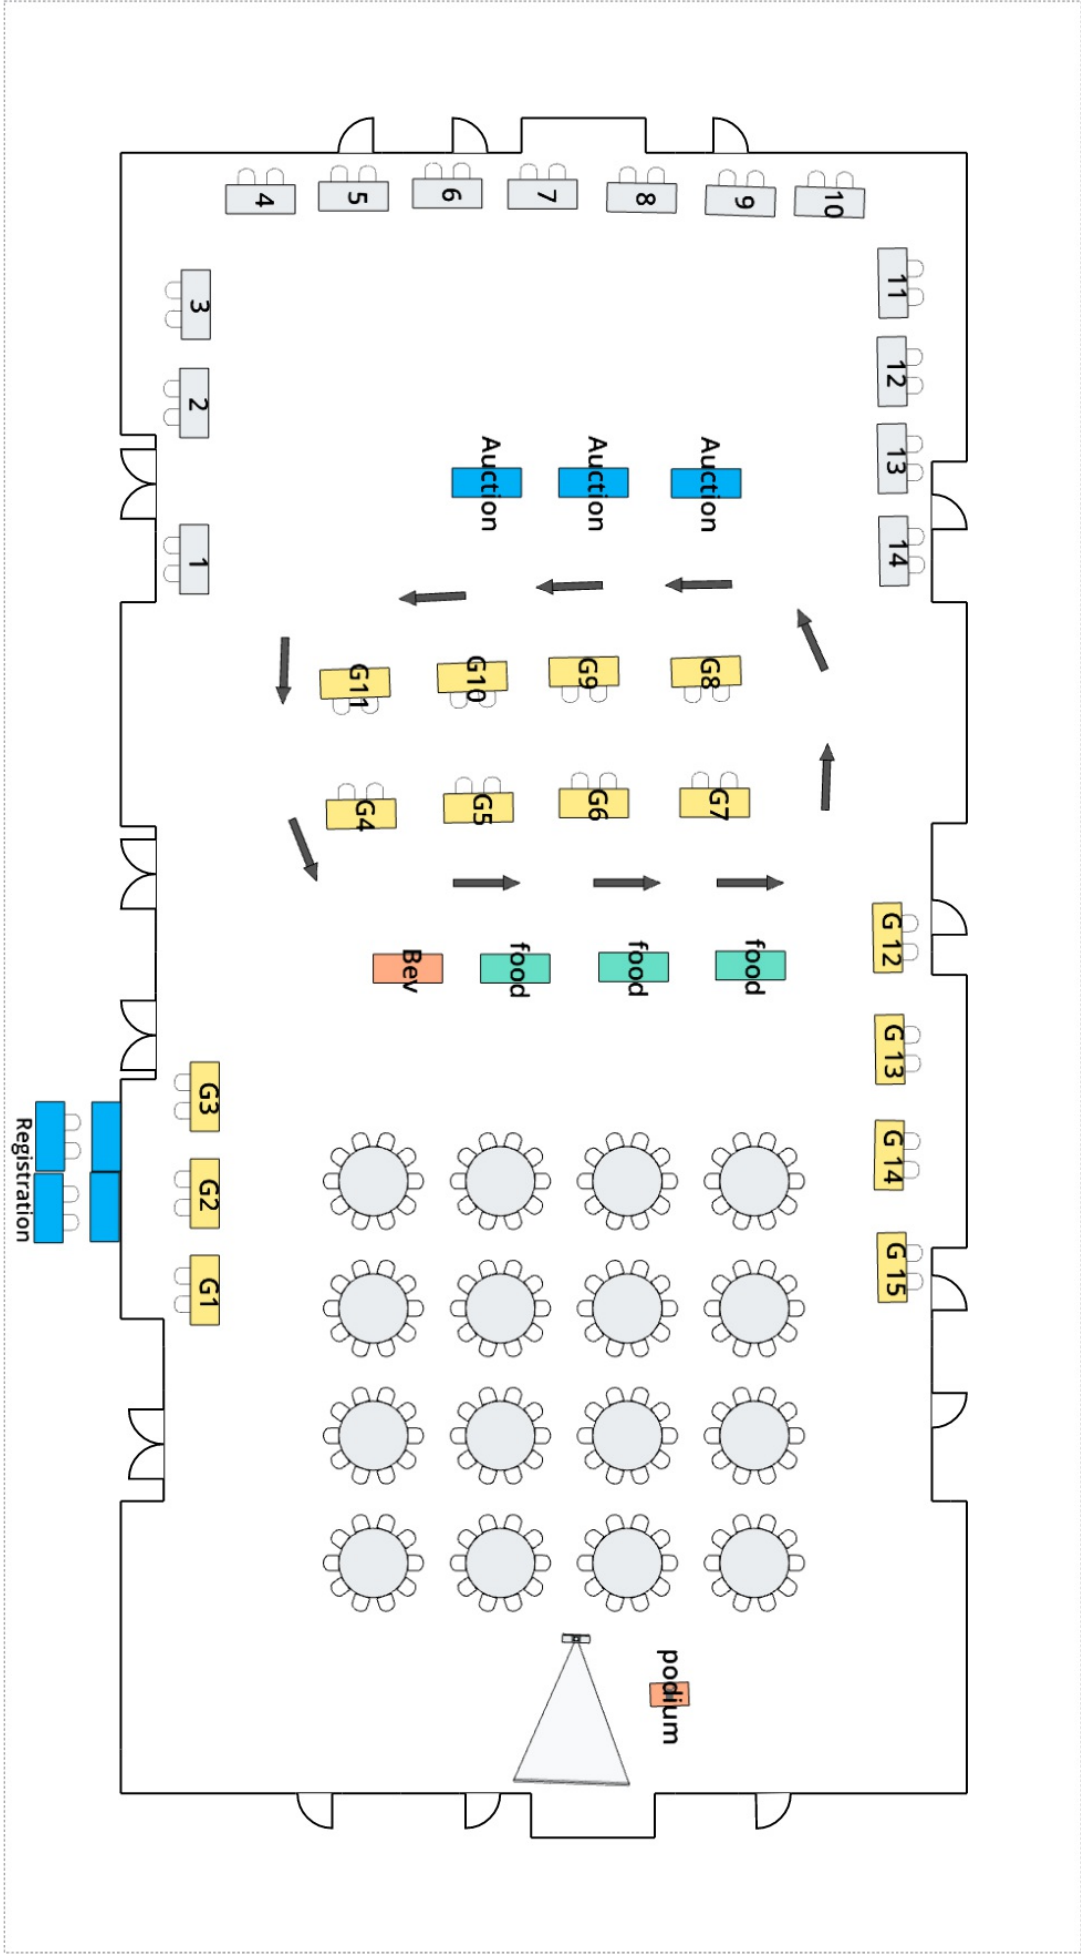 4
5
6
7
8
9
10
3
2
1
11
12
13
14
Auction
Auction
Auction
G11
G10
G9
G8
G4
G5
G6
G7
Bev
food
food
food
G 12
G 13
G 14
G 15
G3
G2
G1
Registration
podium